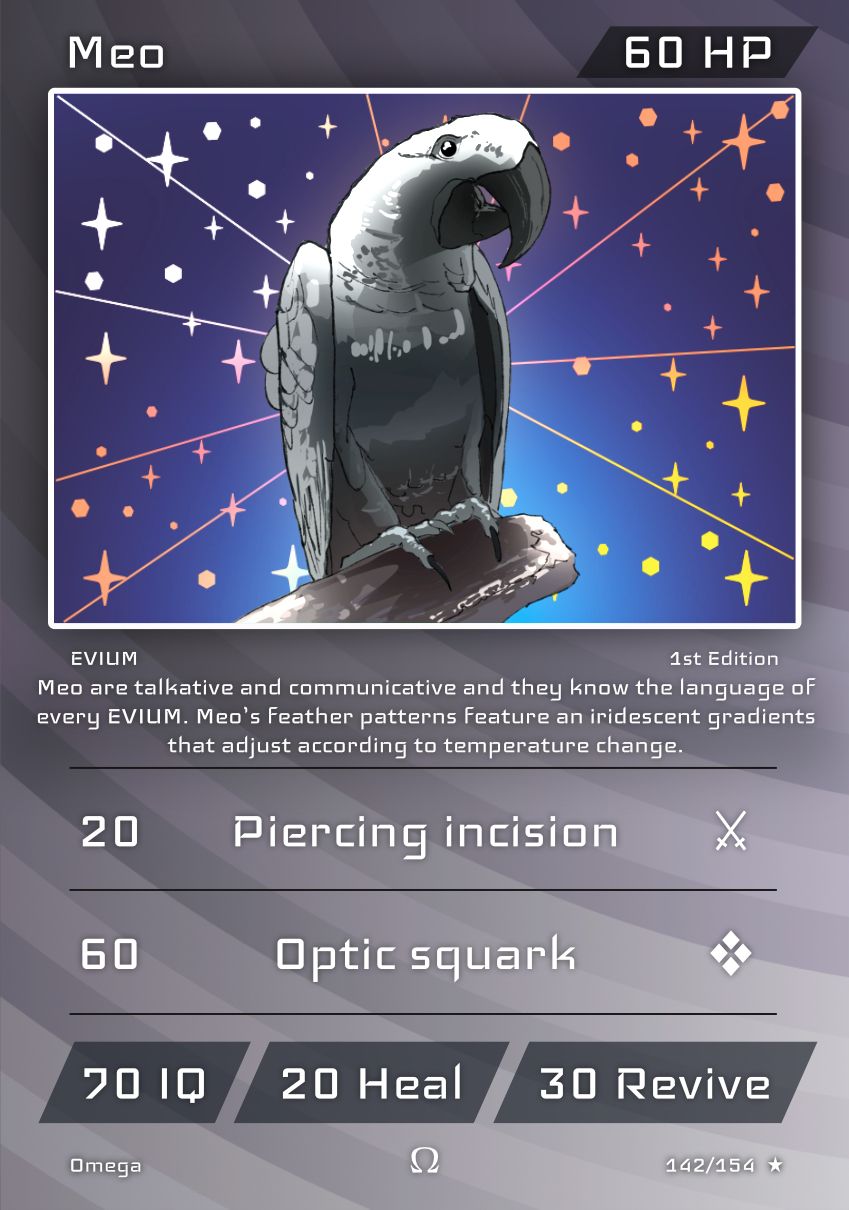 Meo
60 HP
EVIUM
1st Edition
Meo are talkative and communicative and they know the language of
every EVIUM. Meo's feather patterns feature an iridescent gradients
that adjust according to temperature change.
20 Piercing incision
60 Optic squark
70 IQ
20 Heal
30 Revive
Omega
Ω
142/154 ★